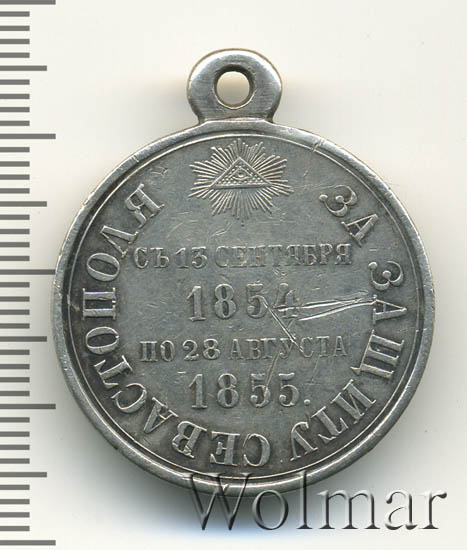 ЗА ЗАЩИТУ СЕВАСТОПОЛЯ
СЪ 13 СЕНТЯБРЯ
1854
ПО 28 АВГУСТА
1855.
Wolmar